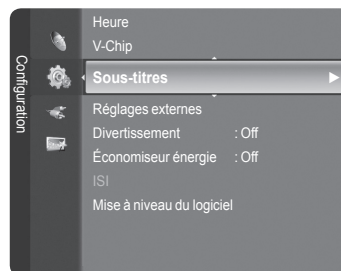 Configuration
Heure
V-Chip
Sous-titres
Réglages externes
Divertissement : Off
Économiseur énergie : Off
ISI
Mise à niveau du logiciel